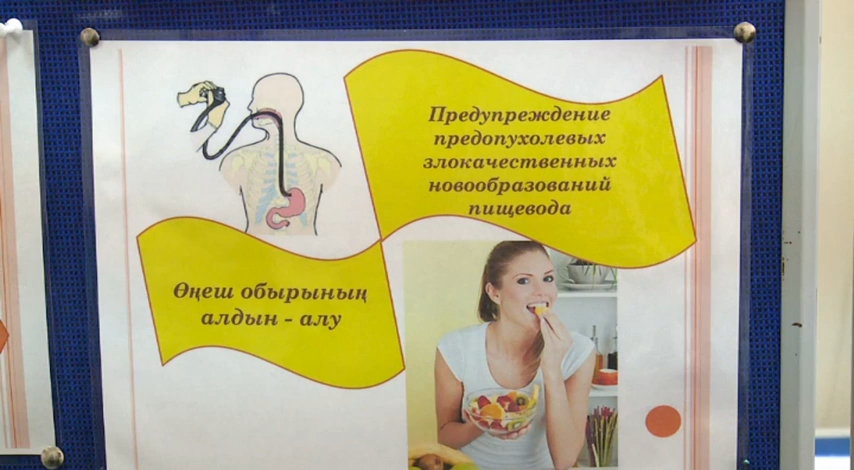 Предупреждение
предопухолевых
злокачественных
новообразований
пищевода
Өңеш обырының
алдын - алу